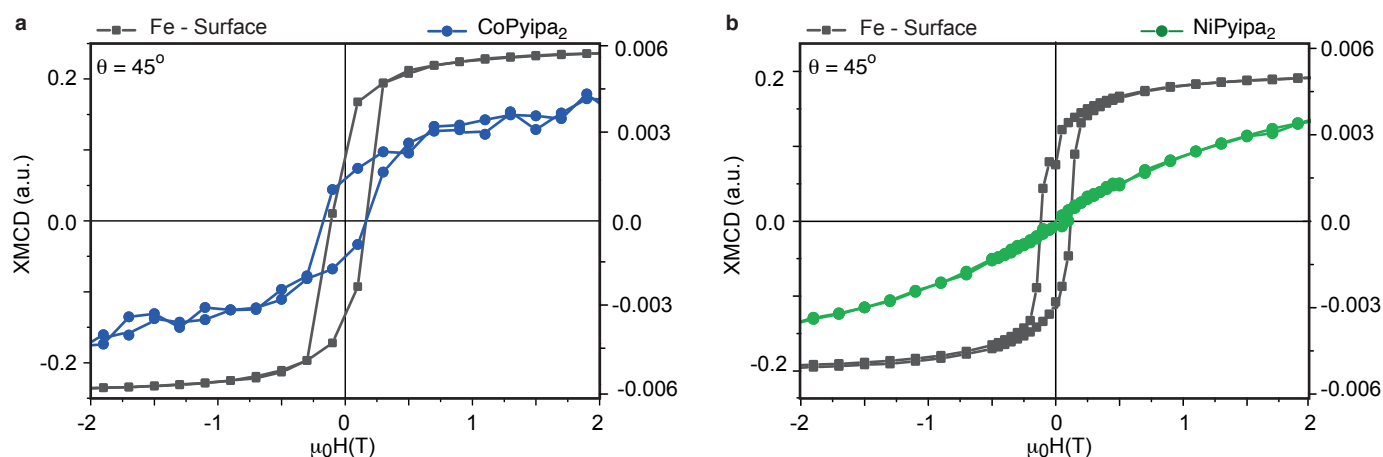 a
Fe - Surface
CoPyipa2
θ = 45o
XMCD (a.u.)
0.2
0.0
-0.2
0.006
0.003
0.0
-0.003
-0.006
-2
-1
0
1
2
μ0H(T)
b
Fe - Surface
NiPyipa2
θ = 45o
XMCD (a.u.)
0.2
0.0
-0.2
0.006
0.003
0.0
-0.003
-0.006
-2
-1
0
1
2
μ0H(T)